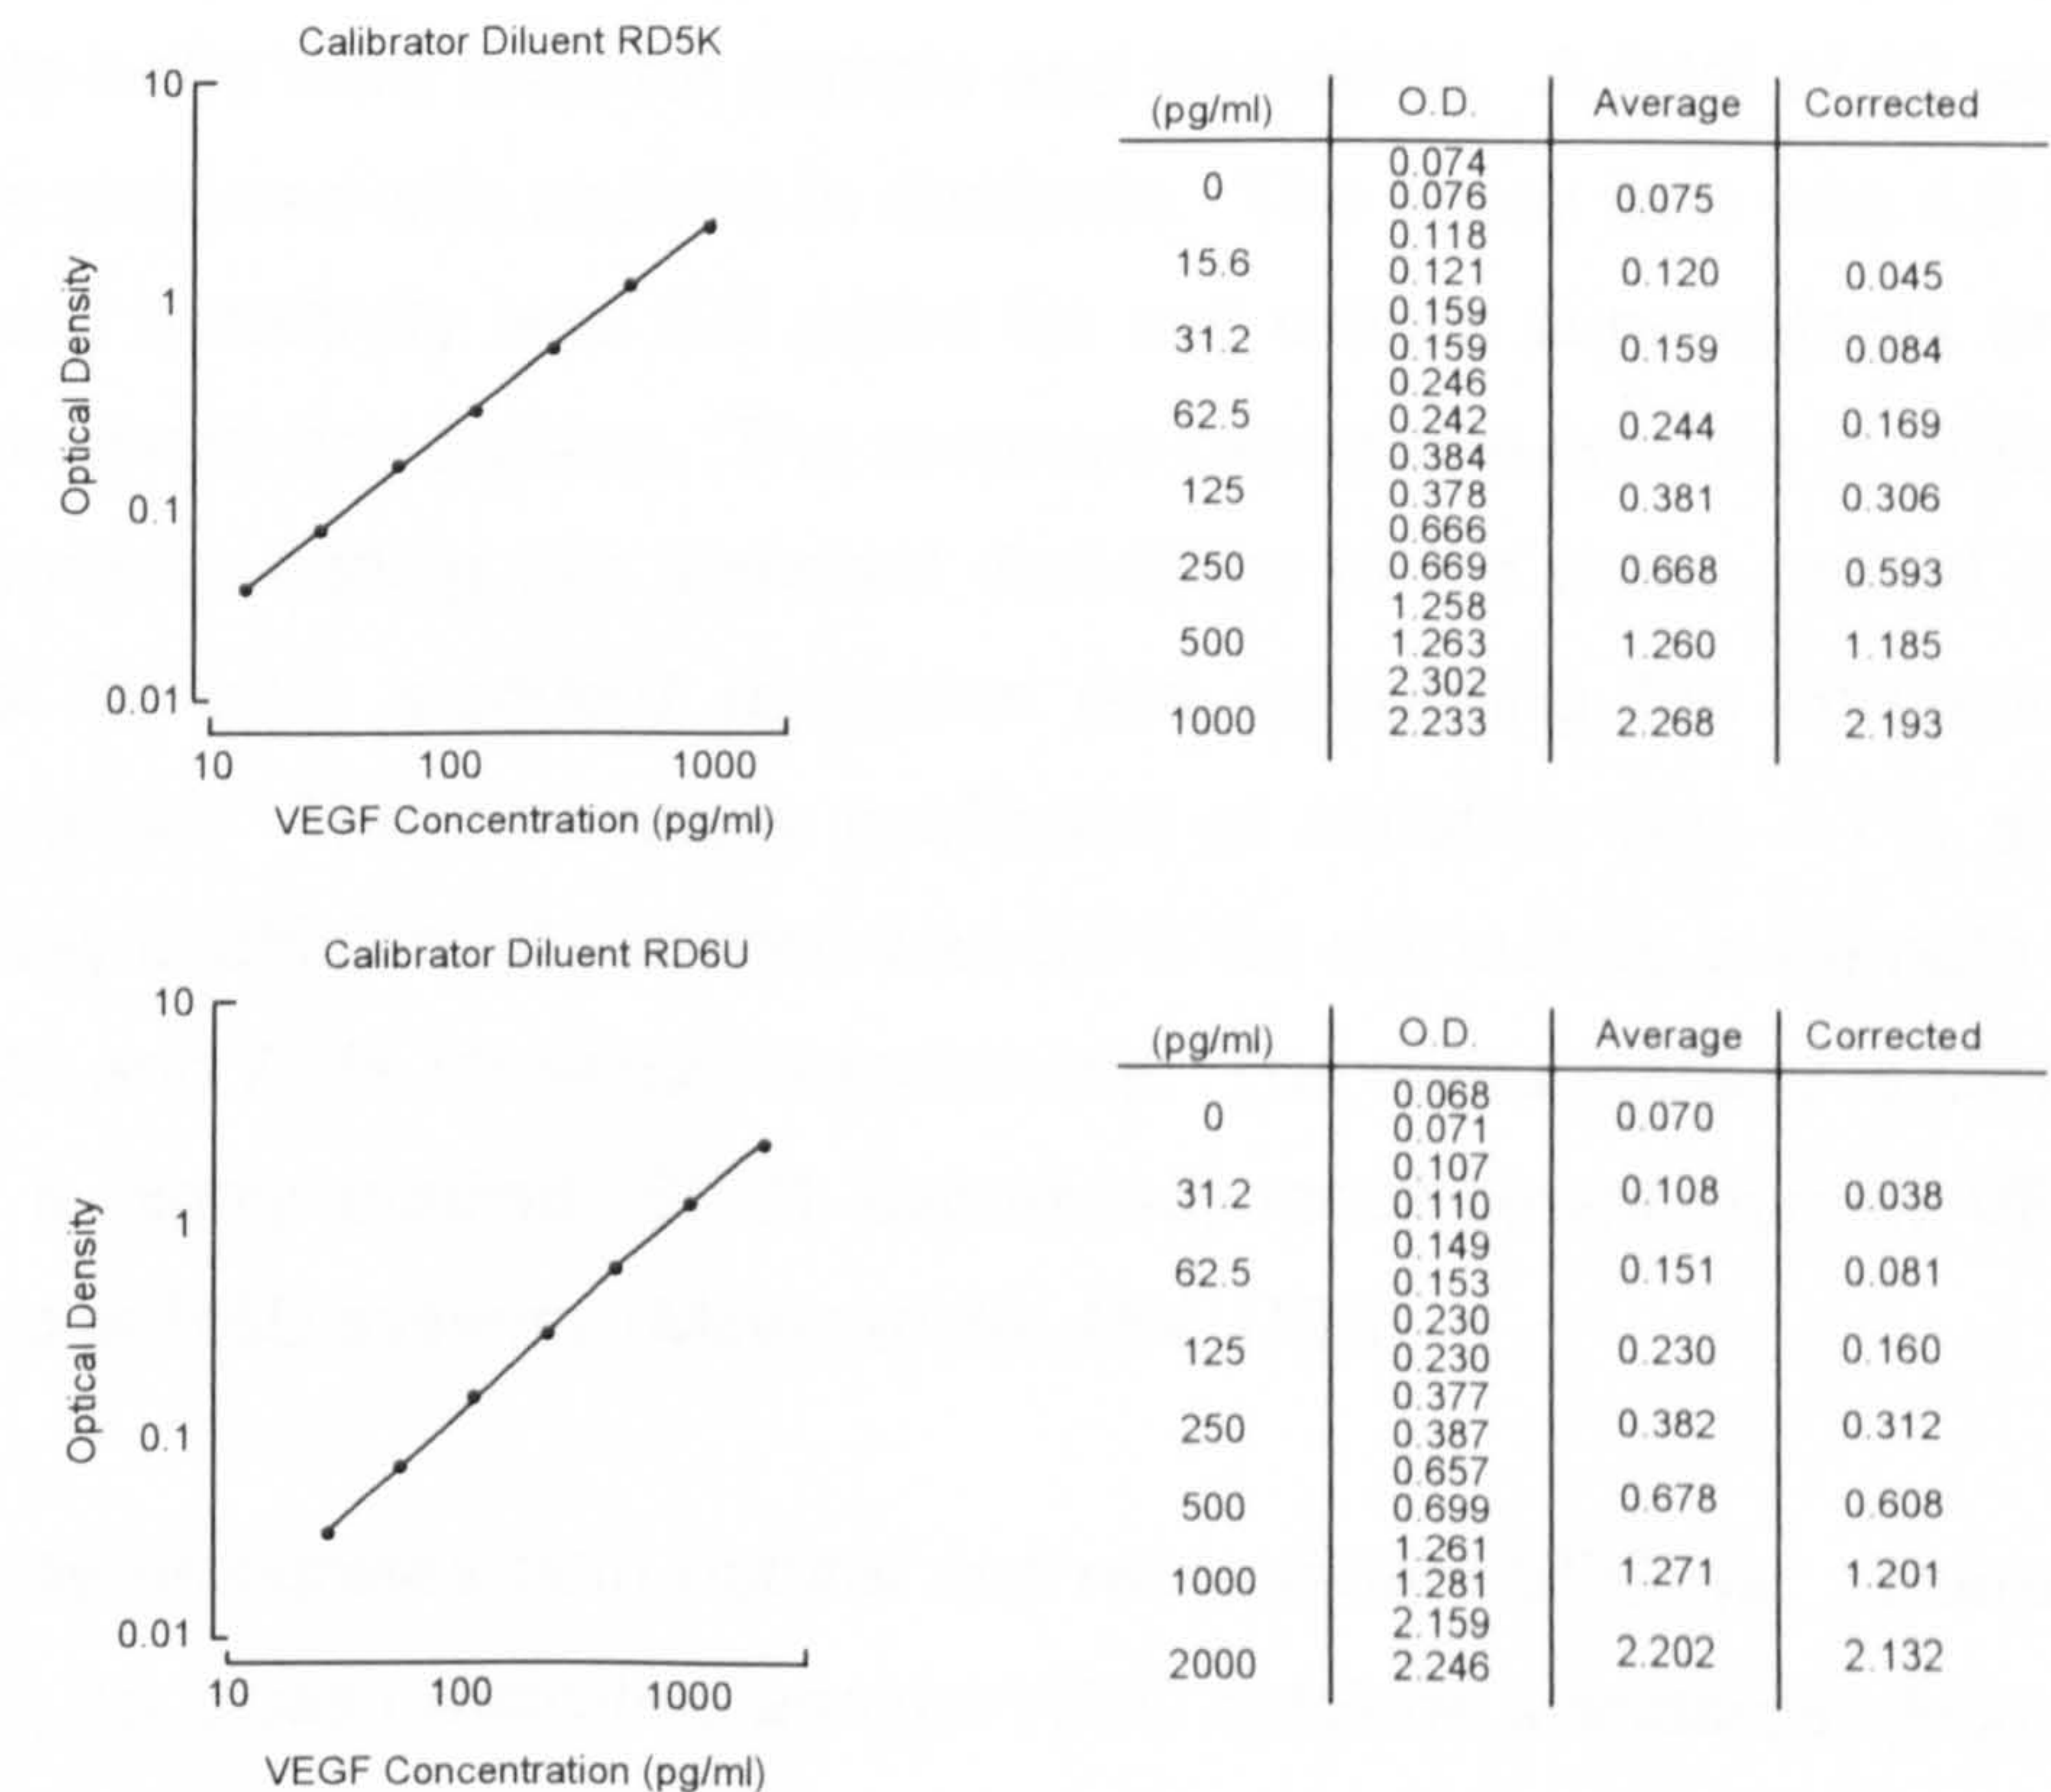 Calibrator Diluent RD5K
10
1
0.1
0.01
Optical Density
10 100 1000
VEGF Concentration (pg/ml)
(pg/ml) O.D. Average Corrected
0.074
0 0.076 0.075
0.118
15.6 0.121 0.120 0.045
0.159
31.2 0.159 0.159 0.084
0.246
62.5 0.242 0.244 0.169
0.384
125 0.378 0.381 0.306
0.666
250 0.669 0.668 0.593
1.258
500 1.263 1.260 1.185
2.302
1000 2.233 2.268 2.193
Calibrator Diluent RD6U
10
1
0.1
0.01
Optical Density
10 100 1000
VEGF Concentration (pg/ml)
(pg/ml) O.D. Average Corrected
0.068
0 0.071 0.070
0.107
31.2 0.110 0.108 0.038
0.149
62.5 0.153 0.151 0.081
0.230
125 0.230 0.230 0.160
0.377
250 0.387 0.382 0.312
0.657
500 0.699 0.678 0.608
1.261
1000 1.281 1.271 1.201
2.159
2000 2.246 2.202 2.132